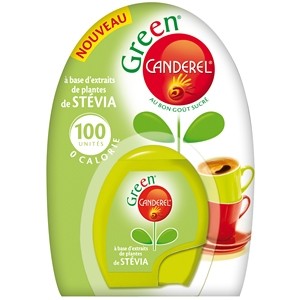 NOUVEAU
Green
CANDEREL®
AU BON GOÛT SUCRÉ
à base d'extraits
de plantes
de STÉVIA
100
UNITÉS
0 CALORIE
Green
CANDEREL®
à base d'extraits
de plantes
de STÉVIA